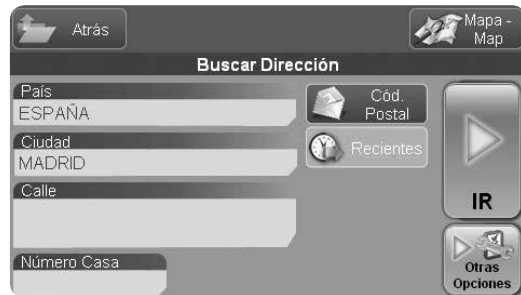 Atrás
Mapa -
Map
Buscar Dirección
País
ESPAÑA
Cód.
Postal
Ciudad
MADRID
Recientes
Calle
IR
Número Casa
Otras
Opciones